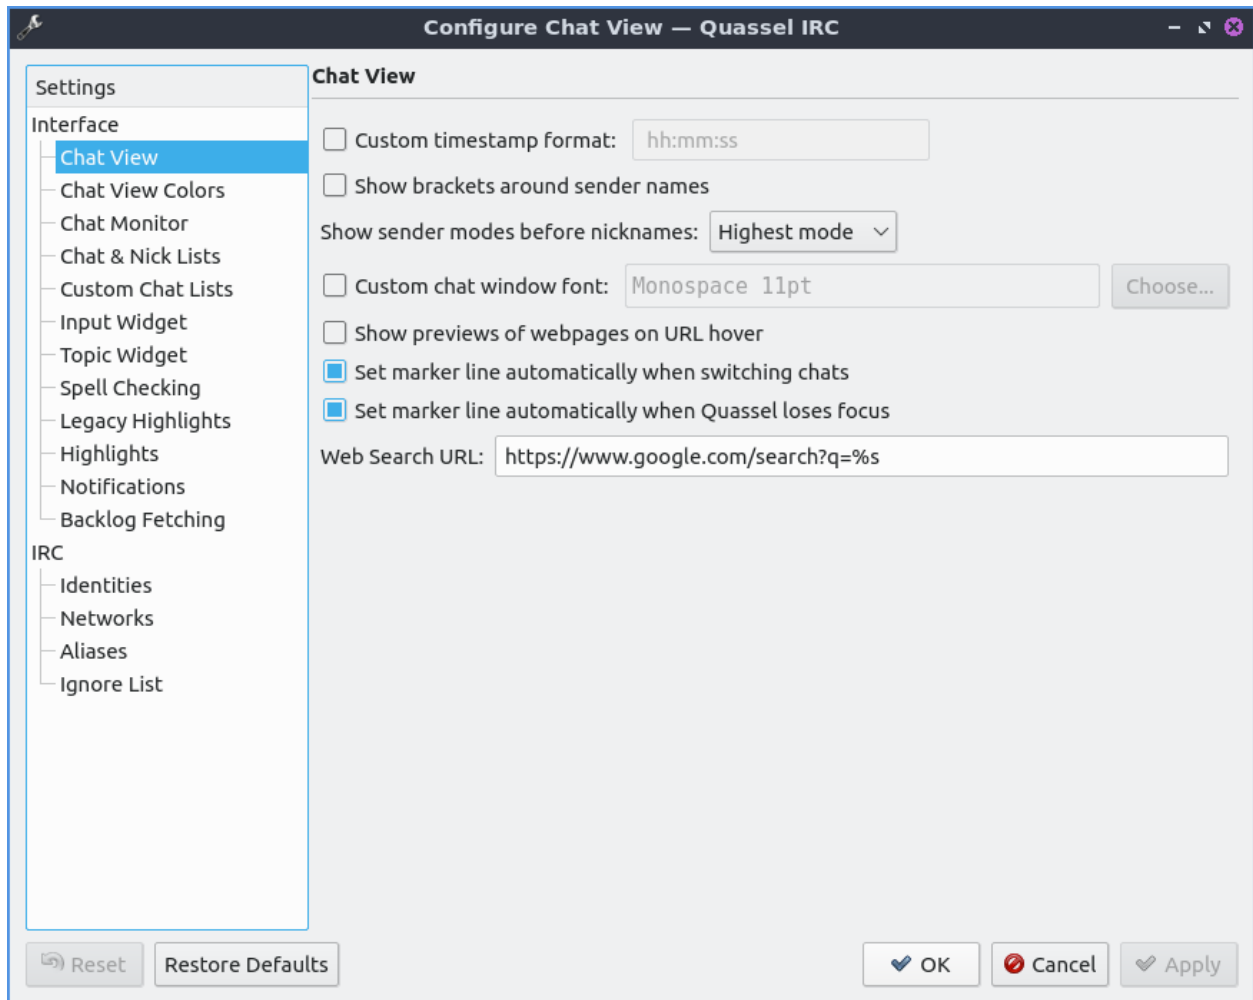 Configure Chat View — Quassel IRC
Settings
Interface
Chat View
Chat View Colors
Chat Monitor
Chat & Nick Lists
Custom Chat Lists
Input Widget
Topic Widget
Spell Checking
Legacy Highlights
Highlights
Notifications
Backlog Fetching
IRC
Identities
Networks
Aliases
Ignore List
Chat View
Custom timestamp format: hh:mm:ss
Show brackets around sender names
Show sender modes before nicknames: Highest mode
Custom chat window font: Monospace 11pt Choose...
Show previews of webpages on URL hover
Set marker line automatically when switching chats
Set marker line automatically when Quassel loses focus
Web Search URL: https://www.google.com/search?q=%s
Reset Restore Defaults OK Cancel Apply